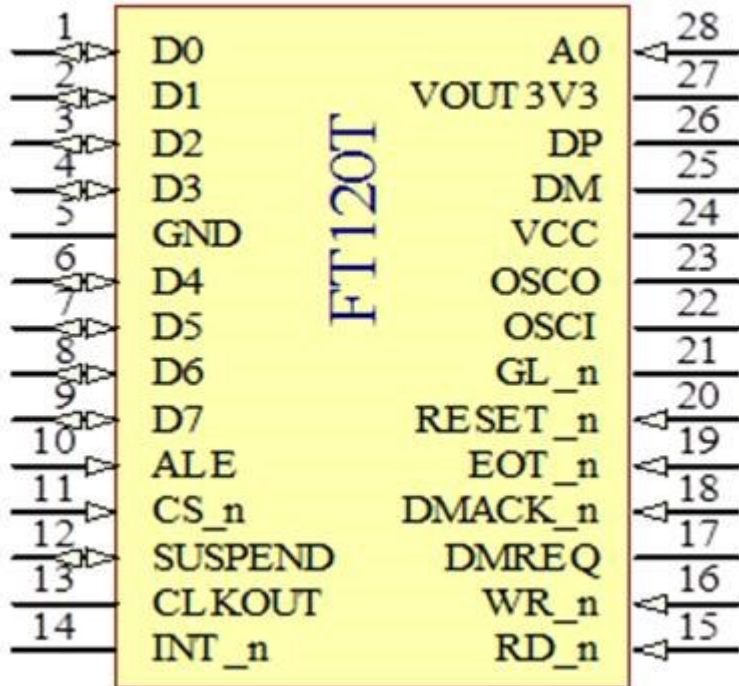 1 D0 A0 28
2 D1 VOUT3V3 27
3 D2 DP 26
4 D3 DM 25
5 GND VCC 24
6 D4 OSCO 23
7 D5 OSCI 22
8 D6 GL_n 21
9 D7 RESET_n 20
10 ALE EOT_n 19
11 CS_n DMACK_n 18
12 SUSPEND DMREQ 17
13 CLKOUT WR_n 16
14 INT_n RD_n 15
FT120T